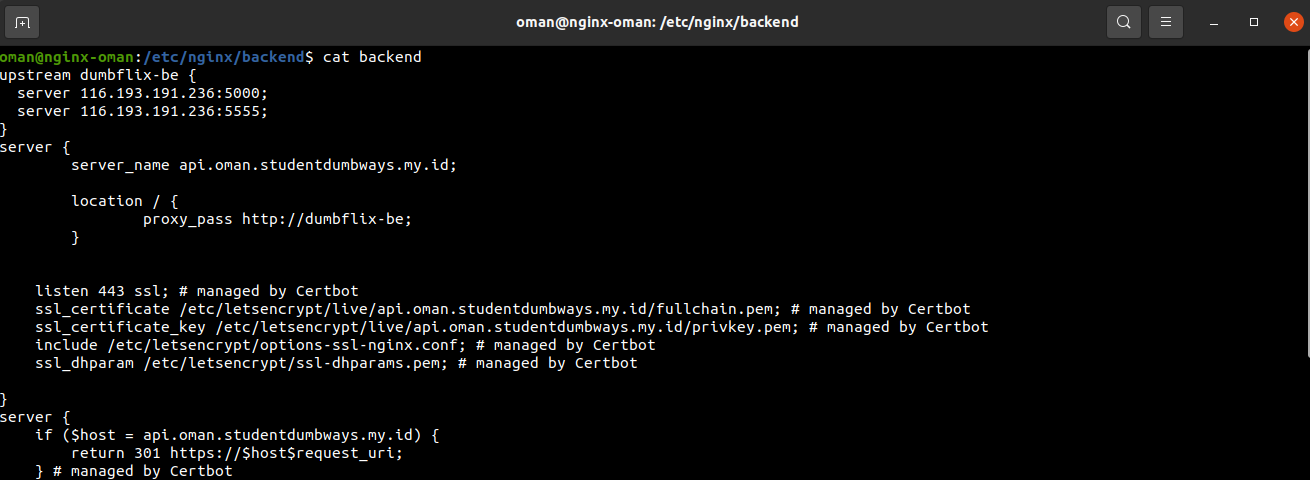 oman@nginx-oman: /etc/nginx/backend
oman@nginx-oman:/etc/nginx/backend$ cat backend
upstream dumbflix-be {
  server 116.193.191.236:5000;
  server 116.193.191.236:5555;
}
server {
        server_name api.oman.studentdumbways.my.id;

        location / {
                proxy_pass http://dumbflix-be;
        }


    listen 443 ssl; # managed by Certbot
    ssl_certificate /etc/letsencrypt/live/api.oman.studentdumbways.my.id/fullchain.pem; # managed by Certbot
    ssl_certificate_key /etc/letsencrypt/live/api.oman.studentdumbways.my.id/privkey.pem; # managed by Certbot
    include /etc/letsencrypt/options-ssl-nginx.conf; # managed by Certbot
    ssl_dhparam /etc/letsencrypt/ssl-dhparams.pem; # managed by Certbot

}
server {
    if ($host = api.oman.studentdumbways.my.id) {
        return 301 https://$host$request_uri;
    } # managed by Certbot